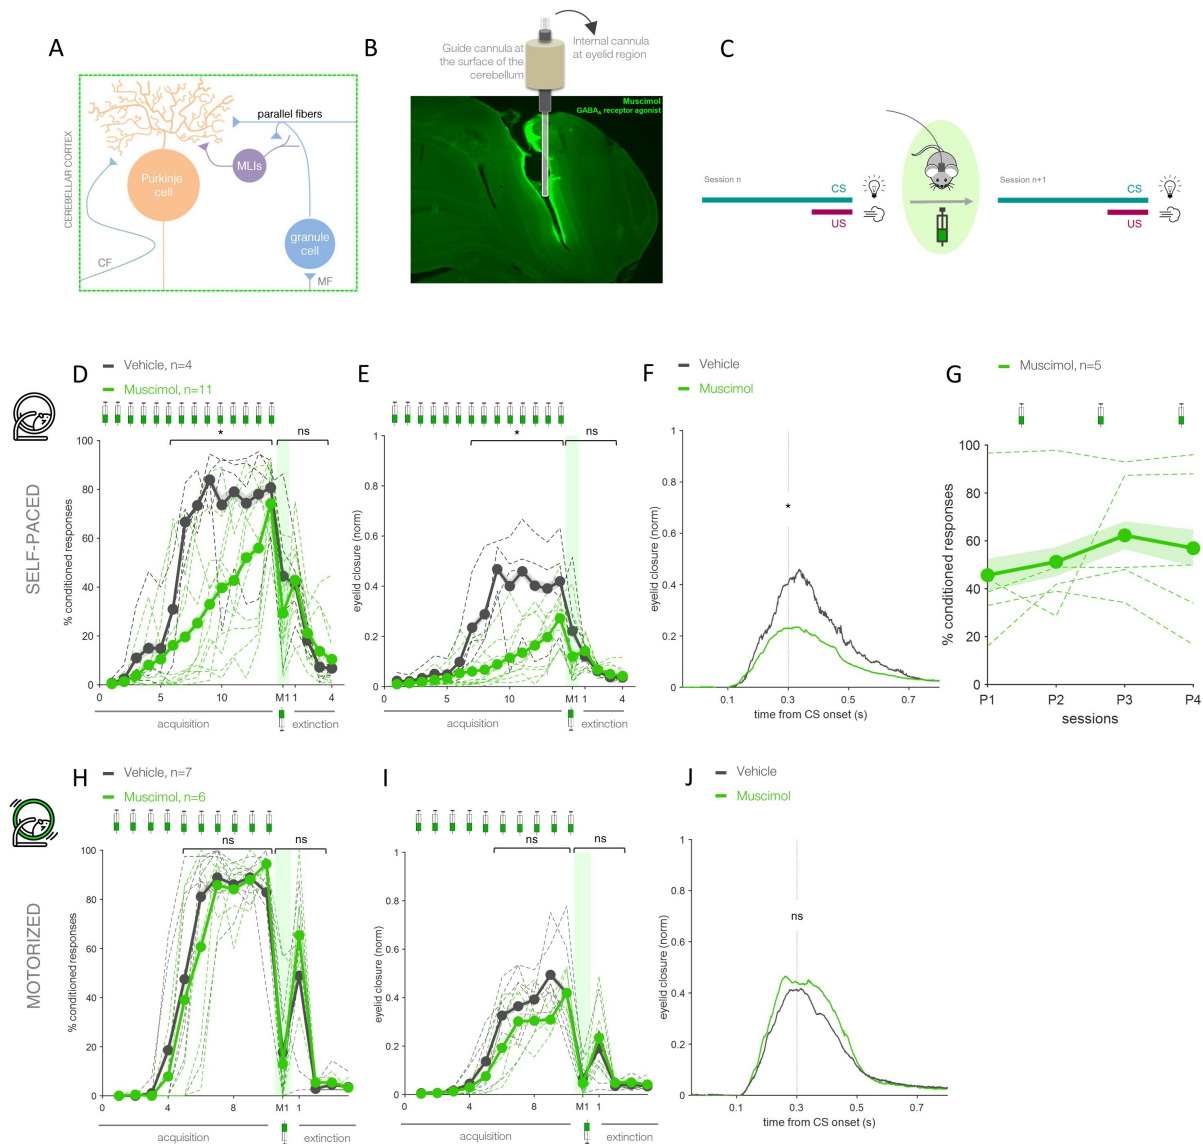 A
B
C
CEREBELLAR CORTEX
parallel fibers
MLIs
Purkinje
cell
granule
cell
CF
MF
Guide cannula at
the surface of the
cerebellum
Internal cannula
at eyelid region
Muscimol
GABAA receptor agonist
Session n
CS
US
Session n+1
CS
US
SELF-PACED
D
Vehicle, n=4
Muscimol, n=11
*
ns
% conditioned responses
100
80
60
40
20
0
5
10
M1
1
4
acquisition
extinction
E
*
ns
eyelid closure (norm)
1
0.8
0.6
0.4
0.2
0
0
5
10
M1
1
4
acquisition
extinction
F
Vehicle
Muscimol
*
eyelid closure (norm)
1
0.8
0.6
0.4
0.2
0
0.1
0.3
0.5
0.7
time from CS onset (s)
G
Muscimol, n=5
% conditioned responses
100
80
60
40
20
0
P1
P2
P3
P4
sessions
MOTORIZED
H
Vehicle, n=7
Muscimol, n=6
ns
ns
% conditioned responses
100
80
60
40
20
0
0
4
8
M1
1
acquisition
extinction
I
ns
ns
eyelid closure (norm)
1
0.8
0.6
0.4
0.2
0
0
4
8
M1
1
acquisition
extinction
J
Vehicle
Muscimol
ns
eyelid closure (norm)
1
0.8
0.6
0.4
0.2
0
0.1
0.3
0.5
0.7
time from CS onset (s)